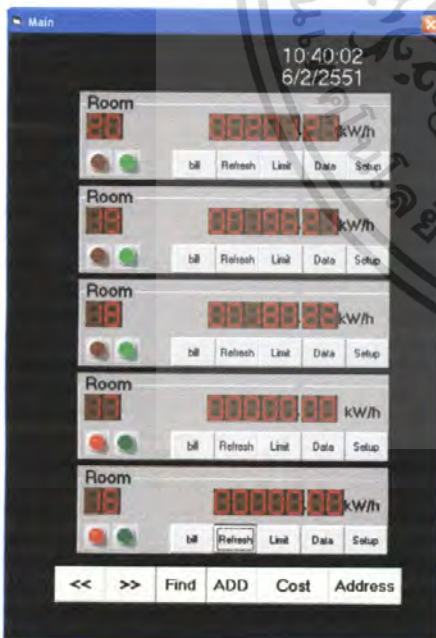 Main
10:40:02
6/2/2551
Room
kW/h
bill Refresh Limit Data Setup
Room
kW/h
bill Refresh Limit Data Setup
Room
kW/h
bill Refresh Limit Data Setup
Room
00000.00 kW/h
bill Refresh Limit Data Setup
Room
00000.00 kW/h
bill Refresh Limit Data Setup
<< >> Find ADD Cost Address